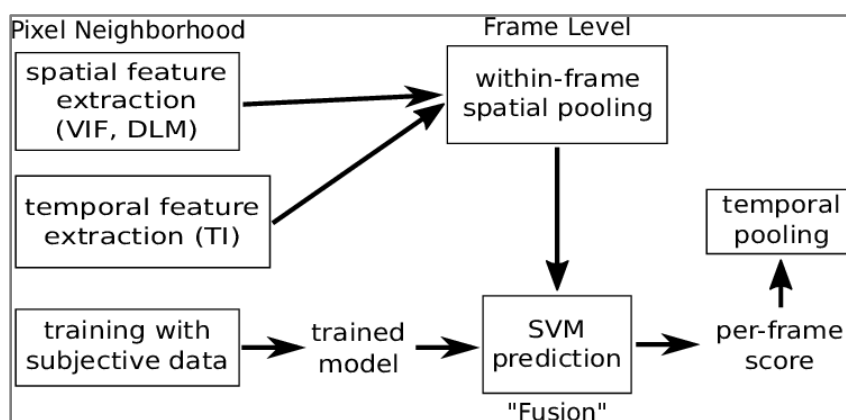 Pixel Neighborhood
Frame Level
spatial feature
extraction
(VIF, DLM)
within-frame
spatial pooling
temporal feature
extraction (TI)
temporal
pooling
training with
subjective data
trained
model
SVM
prediction
"Fusion"
per-frame
score